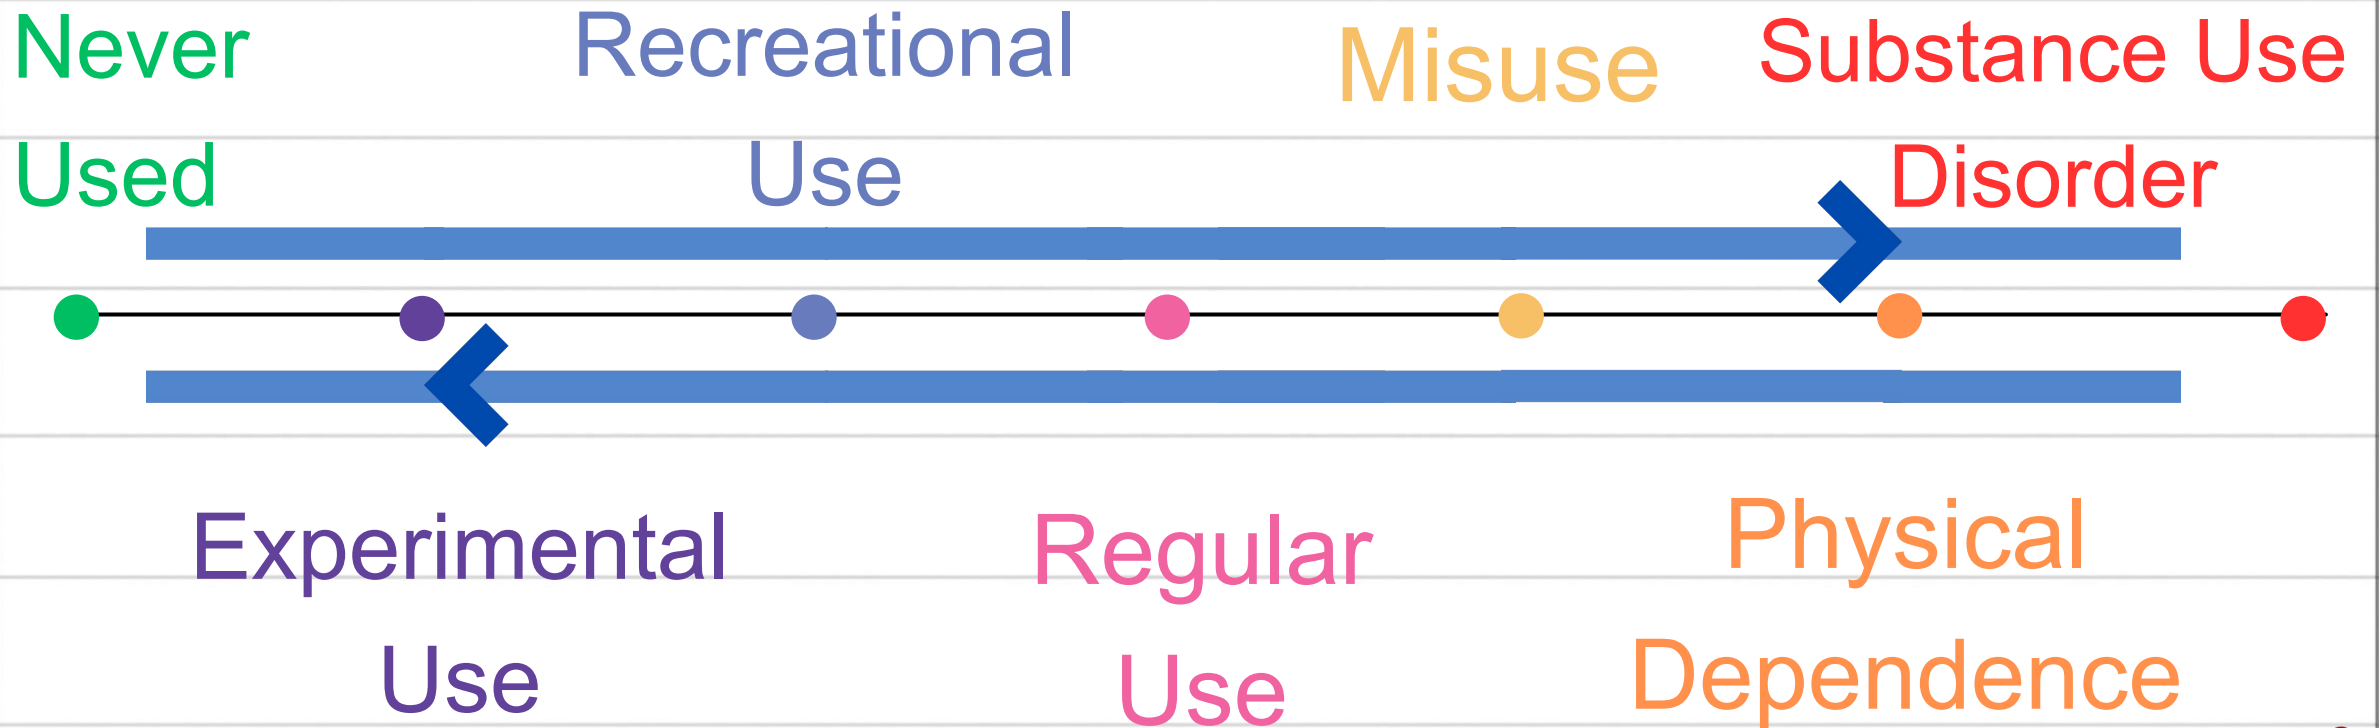 Never
Used
Recreational
Use
Misuse
Substance Use
Disorder
Experimental
Use
Regular
Use
Physical
Dependence